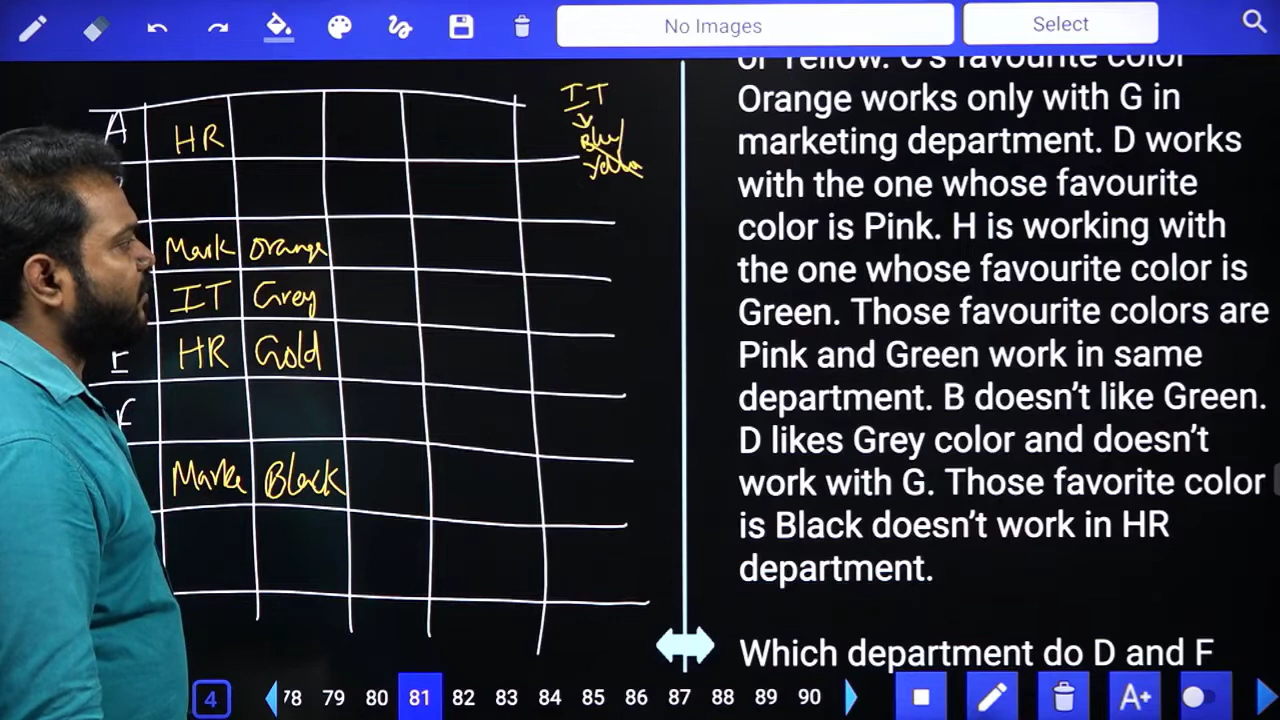 No Images
Select
or Yellow. C's favourite color
Orange works only with G in
marketing department. D works
with the one whose favourite
color is Pink. H is working with
the one whose favourite color is
Green. Those favourite colors are
Pink and Green work in same
department. B doesn't like Green.
D likes Grey color and doesn't
work with G. Those favorite color
is Black doesn't work in HR
department.
Which department do D and F
IT
A HR
Mark Orange
IT Grey
HR Gold
Marke Black
4 78 79 80 81 82 83 84 85 86 87 88 89 90 A+